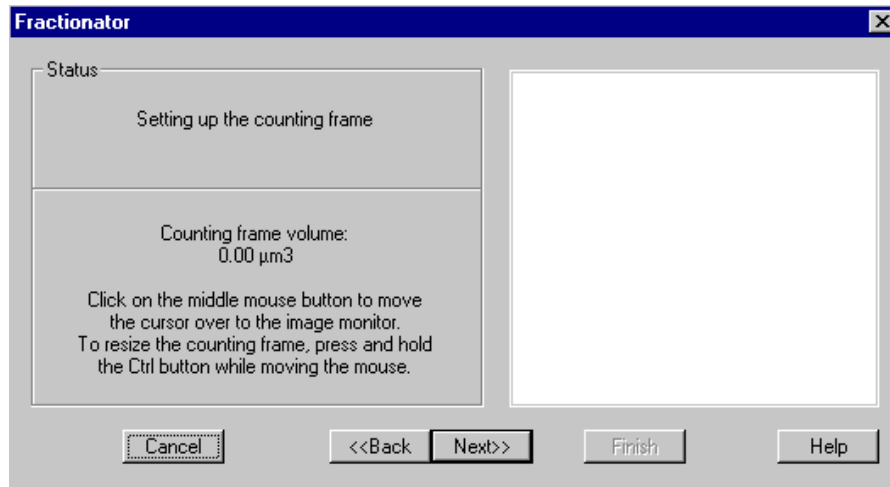 Fractionator
Status
Setting up the counting frame
Counting frame volume:
0.00 µm3
Click on the middle mouse button to move
the cursor over to the image monitor.
To resize the counting frame, press and hold
the Ctrl button while moving the mouse.
Cancel
<<Back
Next>>
Finish
Help